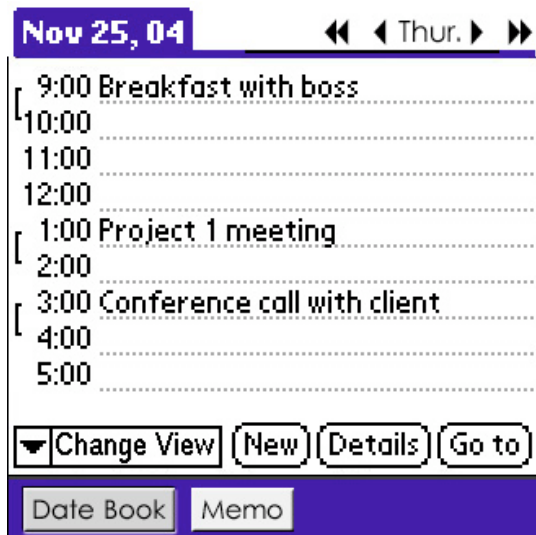 Nov 25, 04 Thur.
9:00 Breakfast with boss
10:00
11:00
12:00
1:00 Project 1 meeting
2:00
3:00 Conference call with client
4:00
5:00
Change View New Details Go to
Date Book Memo